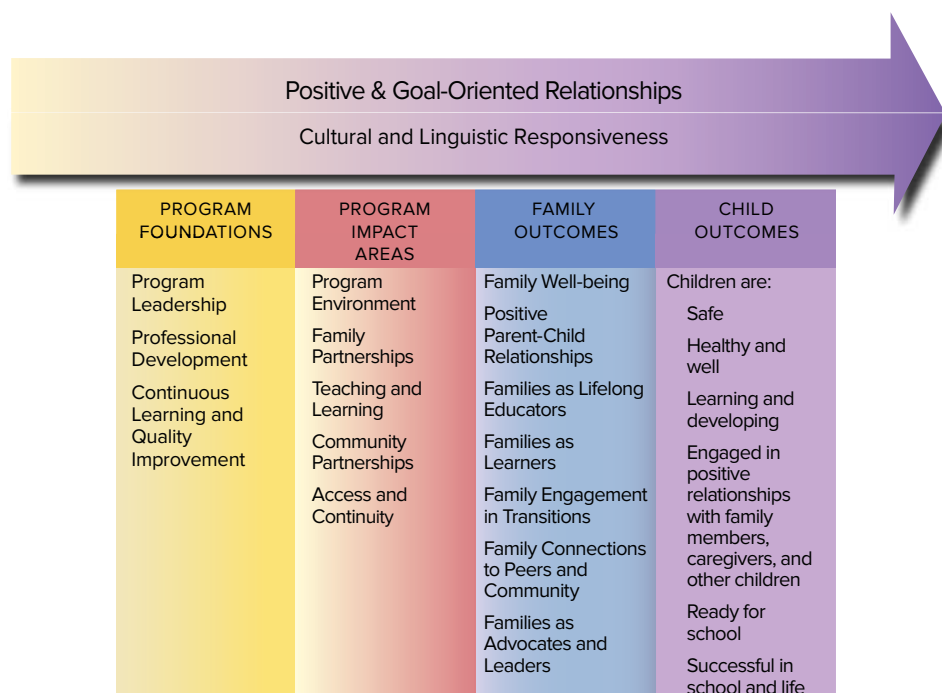 Positive & Goal-Oriented Relationships
Cultural and Linguistic Responsiveness
PROGRAM
FOUNDATIONS
Program
Leadership
Professional
Development
Continuous
Learning and
Quality
Improvement
PROGRAM
IMPACT
AREAS
Program
Environment
Family
Partnerships
Teaching and
Learning
Community
Partnerships
Access and
Continuity
FAMILY
OUTCOMES
Family Well-being
Positive
Parent-Child
Relationships
Families as Lifelong
Educators
Families as
Learners
Family Engagement
in Transitions
Family Connections
to Peers and
Community
Families as
Advocates and
Leaders
CHILD
OUTCOMES
Children are:
Safe
Healthy and
well
Learning and
developing
Engaged in
positive
relationships
with family
members,
caregivers, and
other children
Ready for
school
Successful in
school and life